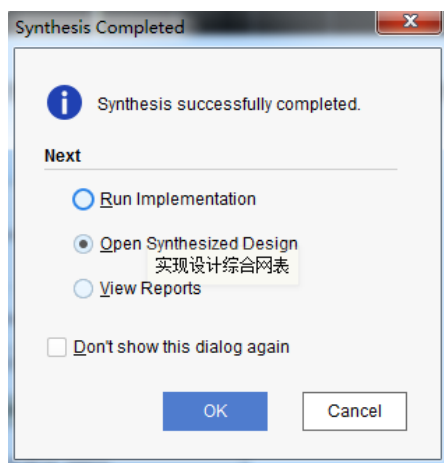 Synthesis Completed
Synthesis successfully completed.
Next
Run Implementation
Open Synthesized Design
实现设计综合网表
View Reports
Don't show this dialog again
OK
Cancel